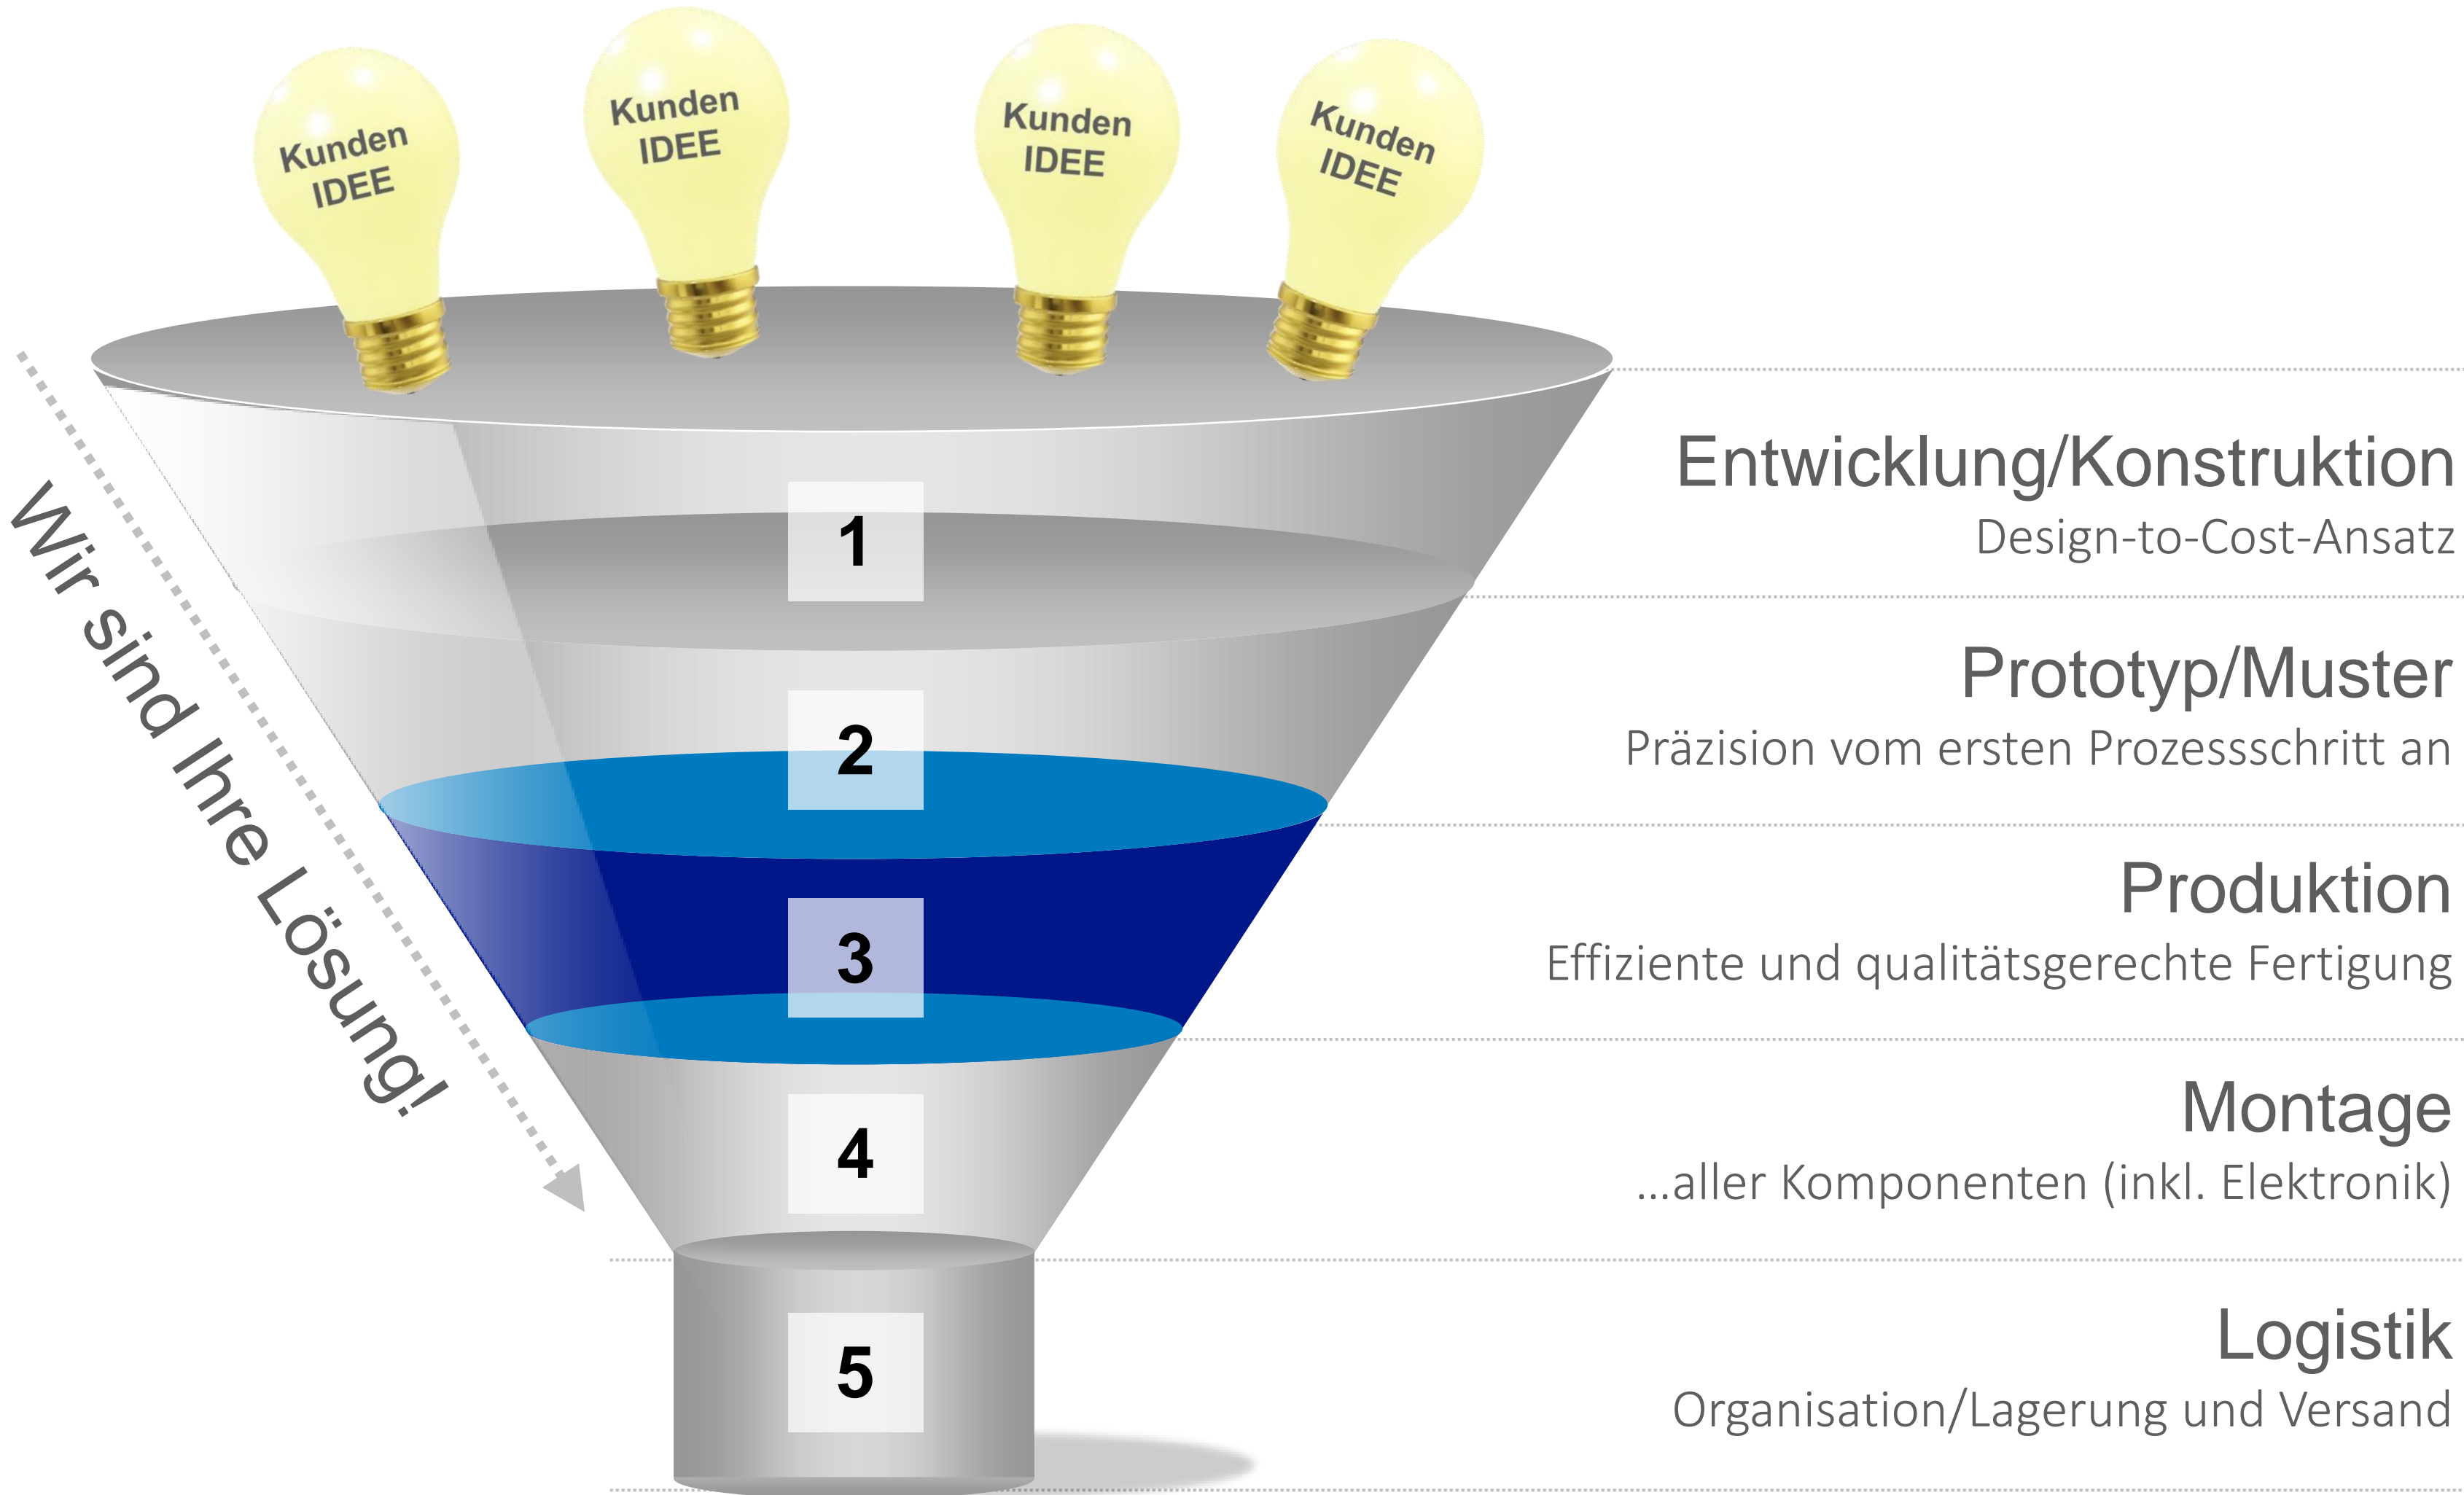 Kunden
IDEE
Kunden
IDEE
Kunden
IDEE
Kunden
IDEE
Wir sind Ihre Lösung!
1
Entwicklung/Konstruktion
Design-to-Cost-Ansatz
2
Prototyp/Muster
Präzision vom ersten Prozessschritt an
3
Produktion
Effiziente und qualitätsgerechte Fertigung
4
Montage
...aller Komponenten (inkl. Elektronik)
5
Logistik
Organisation/Lagerung und Versand